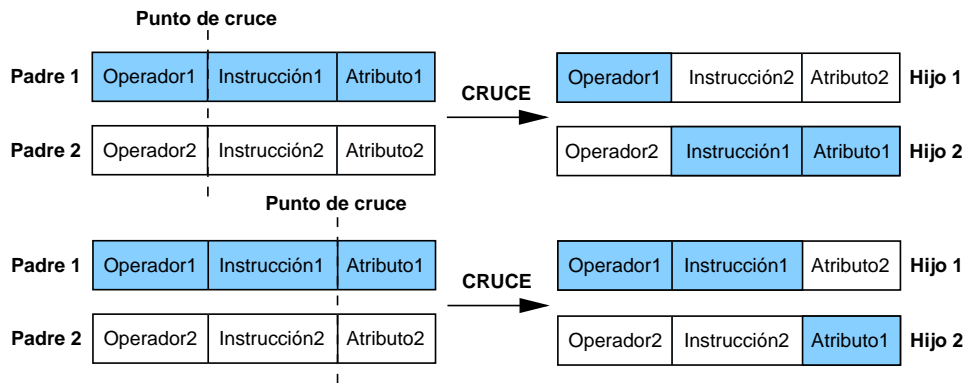 Punto de cruce
Padre 1 Operador1 Instrucción1 Atributo1 Operador1 Instrucción2 Atributo2 Hijo 1
CRUCE
Padre 2 Operador2 Instrucción2 Atributo2 Operador2 Instrucción1 Atributo1 Hijo 2
Punto de cruce
Padre 1 Operador1 Instrucción1 Atributo1 Operador1 Instrucción1 Atributo2 Hijo 1
CRUCE
Padre 2 Operador2 Instrucción2 Atributo2 Operador2 Instrucción2 Atributo1 Hijo 2